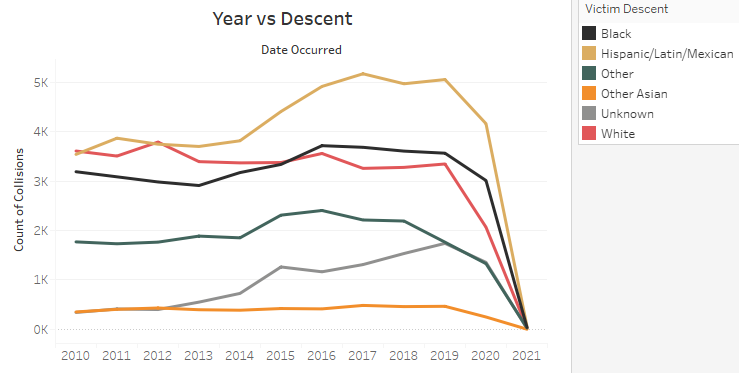 Year vs Descent
Date Occurred
Count of Collisions
5K
4K
3K
2K
1K
0K
2010 2011 2012 2013 2014 2015 2016 2017 2018 2019 2020 2021
Victim Descent
Black
Hispanic/Latin/Mexican
Other
Other Asian
Unknown
White